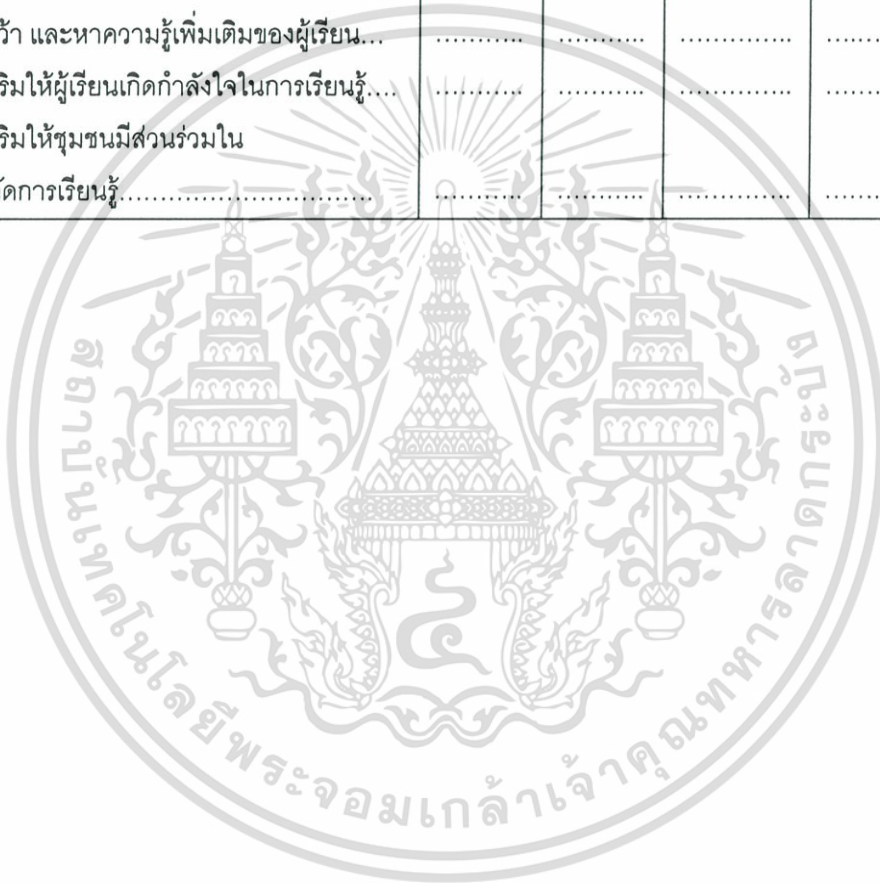 ว้า และหาความรู้เพิ่มเติมของผู้เรียน... ........... ........... .............. .......
ริมให้ผู้เรียนเกิดกำลังใจในการเรียนรู้.... ........... ........... .............. .......
ริมให้ชุมชนมีส่วนร่วมใน
ัดการเรียนรู้................................ ........... ........... .............. .......
สถาบันเทคโนโลยีพระจอมเกล้าเจ้าคุณทหารลาดกระบัง
๔